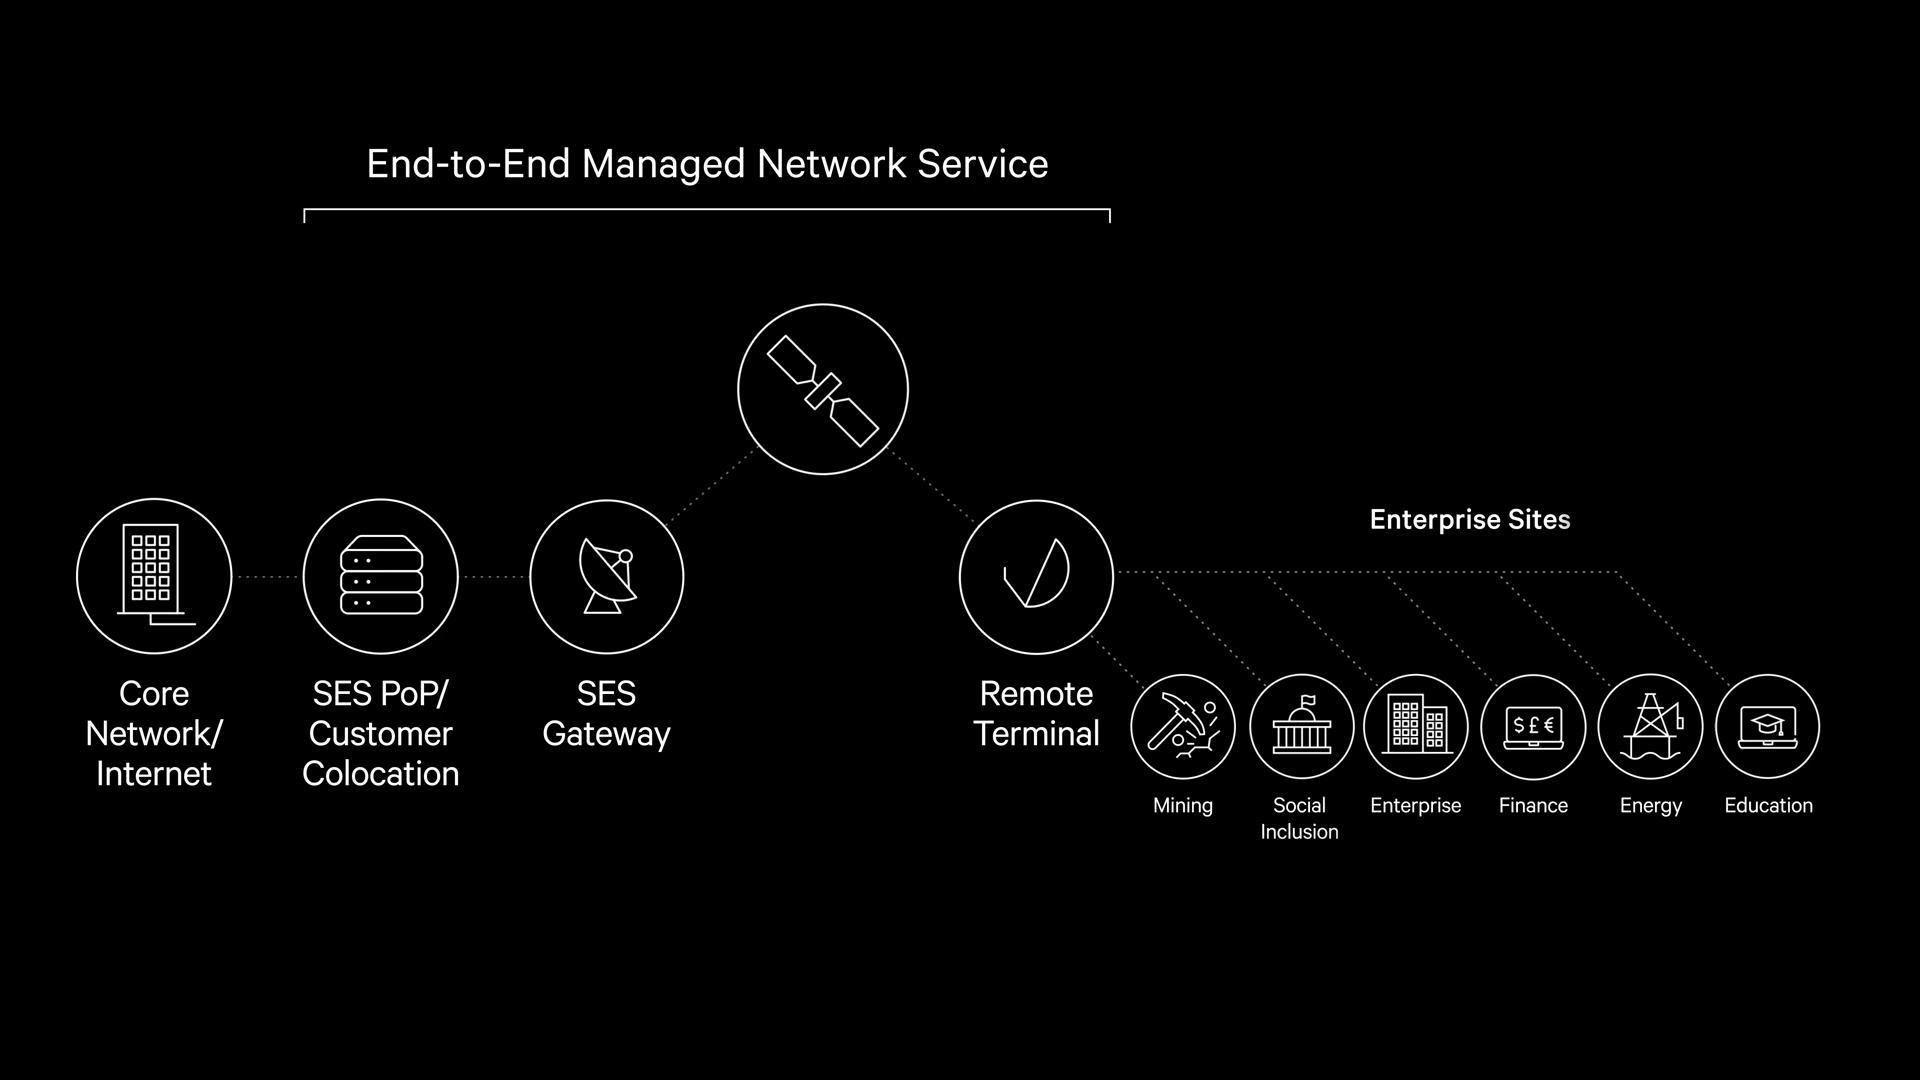 End-to-End Managed Network Service
Enterprise Sites
Core
Network/
Internet
SES PoP/
Customer
Colocation
SES
Gateway
Remote
Terminal
$£€
Mining
Social
Inclusion
Enterprise
Finance
Energy
Education